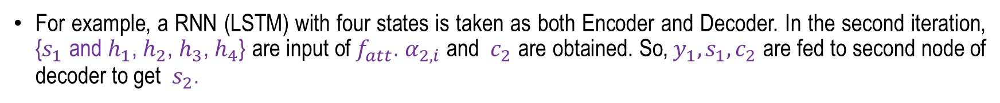 • For example, a RNN (LSTM) with four states is taken as both Encoder and Decoder. In the second iteration,
{s₁ and h₁, h₂, h₃, h₄} are input of f_att. α₂,ᵢ and c₂ are obtained. So, y₁, s₁, c₂ are fed to second node of
decoder to get s₂.